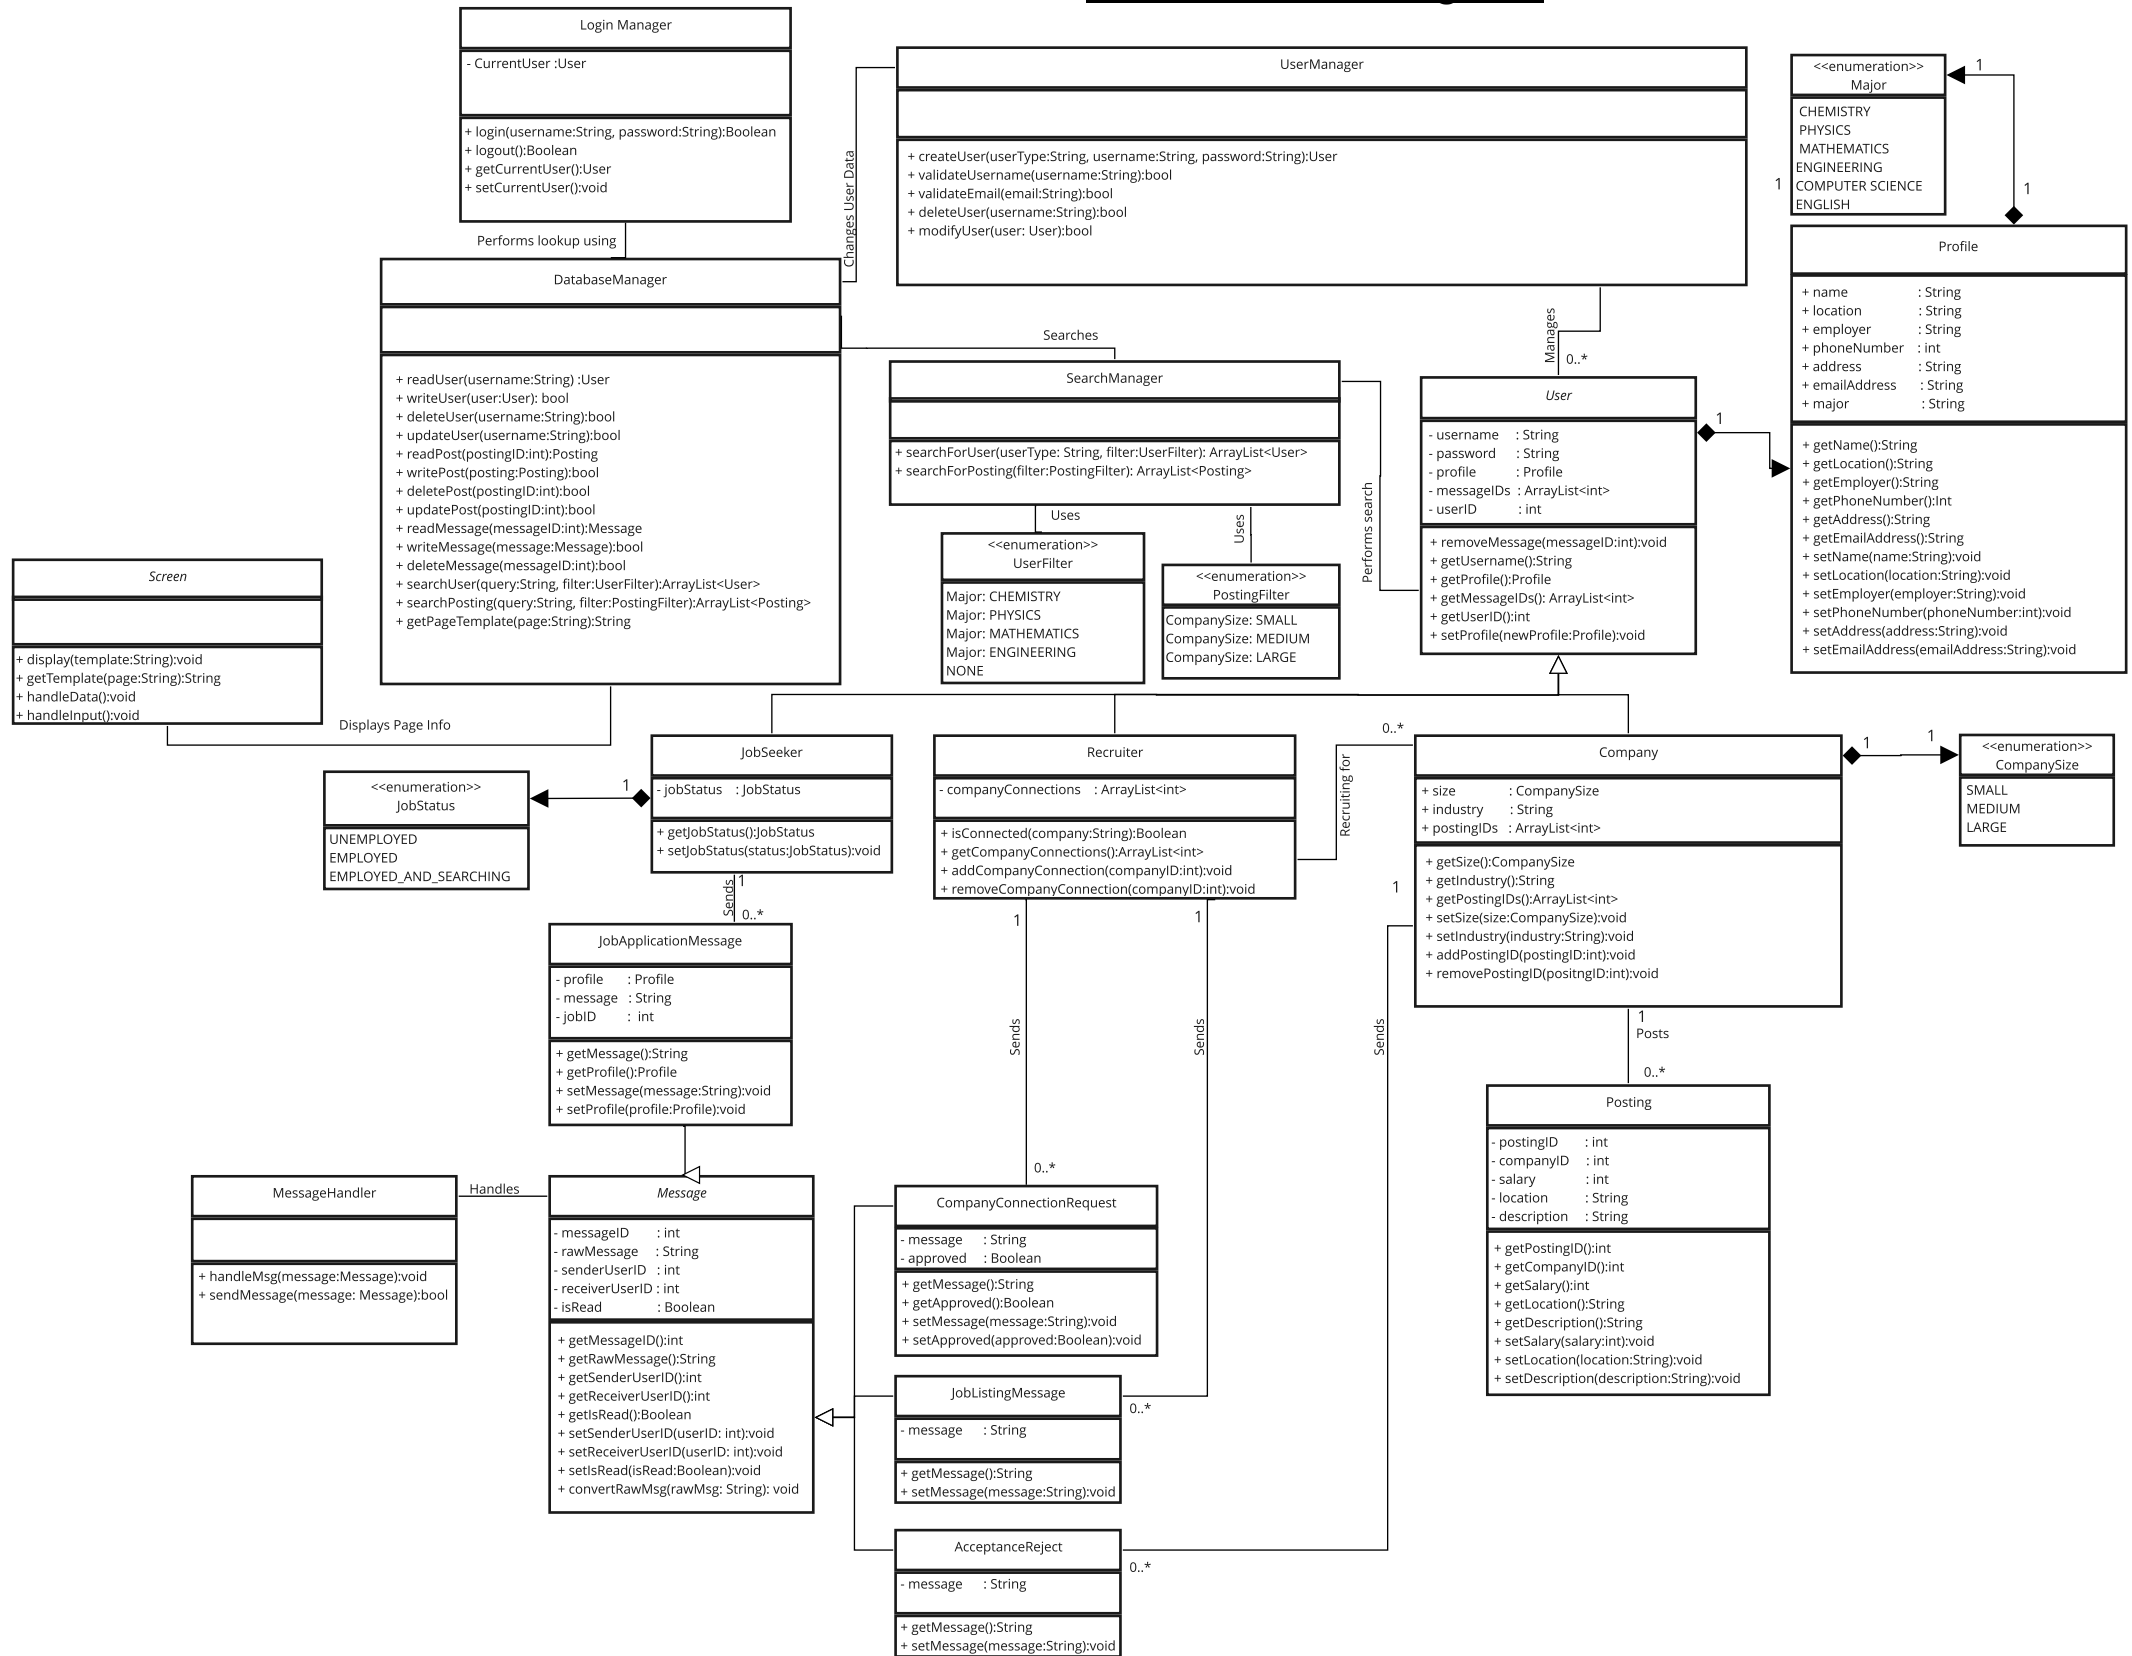 Login Manager
- CurrentUser :User
+ login(username:String, password:String):Boolean
+ logout():Boolean
+ getCurrentUser():User
+ setCurrentUser():void
Performs lookup using
UserManager
+ createUser(userType:String, username:String, password:String):User
+ validateUsername(username:String):bool
+ validateEmail(email:String):bool
+ deleteUser(username:String):bool
+ modifyUser(user: User):bool
Changes User Data
<<enumeration>>
Major
CHEMISTRY
PHYSICS
MATHEMATICS
ENGINEERING
COMPUTER SCIENCE
ENGLISH
1
1
1
Profile
+ name : String
+ location : String
+ employer : String
+ phoneNumber : int
+ address : String
+ emailAddress : String
+ major : String
+ getName():String
+ getLocation():String
+ getEmployer():String
+ getPhoneNumber():Int
+ getAddress():String
+ getEmailAddress():String
+ setName(name:String):void
+ setLocation(location:String):void
+ setEmployer(employer:String):void
+ setPhoneNumber(phoneNumber:int):void
+ setAddress(address:String):void
+ setEmailAddress(emailAddress:String):void
DatabaseManager
+ readUser(username:String) :User
+ writeUser(user:User): bool
+ deleteUser(username:String):bool
+ updateUser(username:String):bool
+ readPost(postingID:int):Posting
+ writePost(posting:Posting):bool
+ deletePost(postingID:int):bool
+ updatePost(postingID:int):bool
+ readMessage(messageID:int):Message
+ writeMessage(message:Message):bool
+ deleteMessage(messageID:int):bool
+ searchUser(query:String, filter:UserFilter):ArrayList<User>
+ searchPosting(query:String, filter:PostingFilter):ArrayList<Posting>
+ getPageTemplate(page:String):String
Searches
SearchManager
+ searchForUser(userType: String, filter:UserFilter): ArrayList<User>
+ searchForPosting(filter:PostingFilter): ArrayList<Posting>
Uses
Uses
<<enumeration>>
UserFilter
Major: CHEMISTRY
Major: PHYSICS
Major: MATHEMATICS
Major: ENGINEERING
NONE
<<enumeration>>
PostingFilter
CompanySize: SMALL
CompanySize: MEDIUM
CompanySize: LARGE
Performs search
Manages
0..*
User
- username : String
- password : String
- profile : Profile
- messageIDs : ArrayList<int>
- userID : int
+ removeMessage(messageID:int):void
+ getUsername():String
+ getProfile():Profile
+ getMessageIDs(): ArrayList<int>
+ getUserID():int
+ setProfile(newProfile:Profile):void
1
Screen
+ display(template:String):void
+ getTemplate(page:String):String
+ handleData():void
+ handleInput():void
Displays Page Info
<<enumeration>>
JobStatus
UNEMPLOYED
EMPLOYED
EMPLOYED_AND_SEARCHING
1
JobSeeker
- jobStatus : JobStatus
+ getJobStatus():JobStatus
+ setJobStatus(status:JobStatus):void
Sends
1
0..*
Recruiter
- companyConnections : ArrayList<int>
+ isConnected(company:String):Boolean
+ getCompanyConnections():ArrayList<int>
+ addCompanyConnection(companyID:int):void
+ removeCompanyConnection(companyID:int):void
0..*
Recruiting for
Company
+ size : CompanySize
+ industry : String
+ postingIDs : ArrayList<int>
+ getSize():CompanySize
+ getIndustry():String
+ getPostingIDs():ArrayList<int>
+ setSize(size:CompanySize):void
+ setIndustry(industry:String):void
+ addPostingID(postingID:int):void
+ removePostingID(positngID:int):void
1
1
<<enumeration>>
CompanySize
SMALL
MEDIUM
LARGE
1
1
1
Sends
Sends
Sends
1
Posts
0..*
JobApplicationMessage
- profile : Profile
- message : String
- jobID : int
+ getMessage():String
+ getProfile():Profile
+ setMessage(message:String):void
+ setProfile(profile:Profile):void
Posting
- postingID : int
- companyID : int
- salary : int
- location : String
- description : String
+ getPostingID():int
+ getCompanyID():int
+ getSalary():int
+ getLocation():String
+ getDescription():String
+ setSalary(salary:int):void
+ setLocation(location:String):void
+ setDescription(description:String):void
MessageHandler
+ handleMsg(message:Message):void
+ sendMessage(message: Message):bool
Handles
Message
- messageID : int
- rawMessage : String
- senderUserID : int
- receiverUserID : int
- isRead : Boolean
+ getMessageID():int
+ getRawMessage():String
+ getSenderUserID():int
+ getReceiverUserID():int
+ getIsRead():Boolean
+ setSenderUserID(userID: int):void
+ setReceiverUserID(userID: int):void
+ setIsRead(isRead:Boolean):void
+ convertRawMsg(rawMsg: String): void
0..*
CompanyConnectionRequest
- message : String
- approved : Boolean
+ getMessage():String
+ getApproved():Boolean
+ setMessage(message:String):void
+ setApproved(approved:Boolean):void
JobListingMessage
- message : String
+ getMessage():String
+ setMessage(message:String):void
0..*
AcceptanceReject
- message : String
+ getMessage():String
+ setMessage(message:String):void
0..*